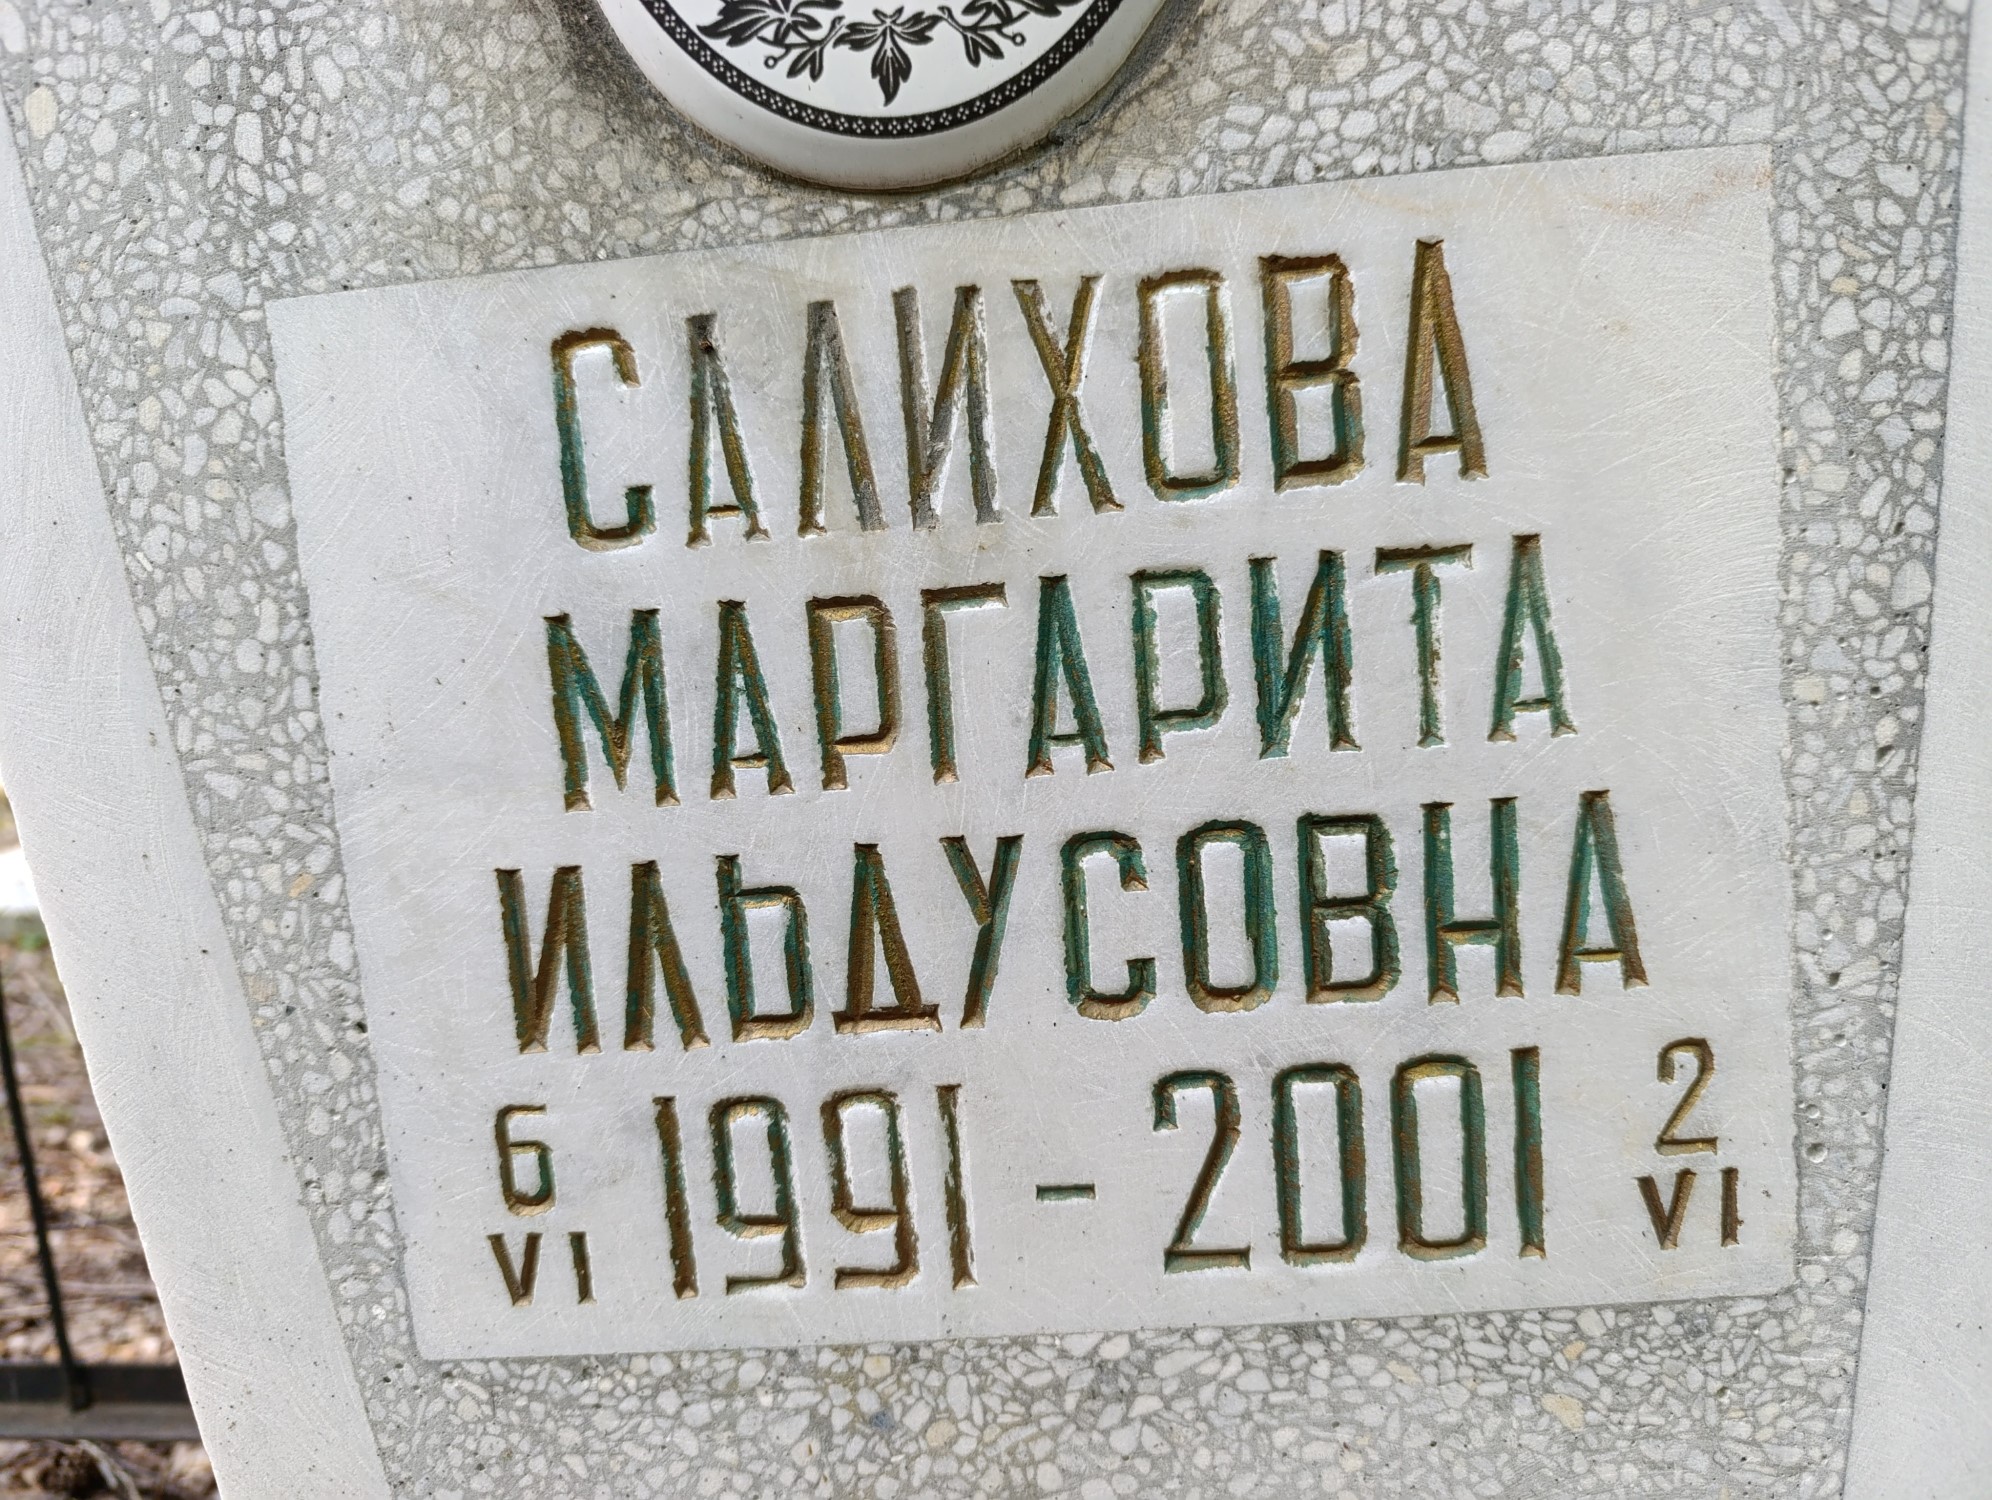 САЛИХОВА
МАРГАРИТА
ИЛЬДУСОВНА
6 VI 1991 - 2001 2 VI